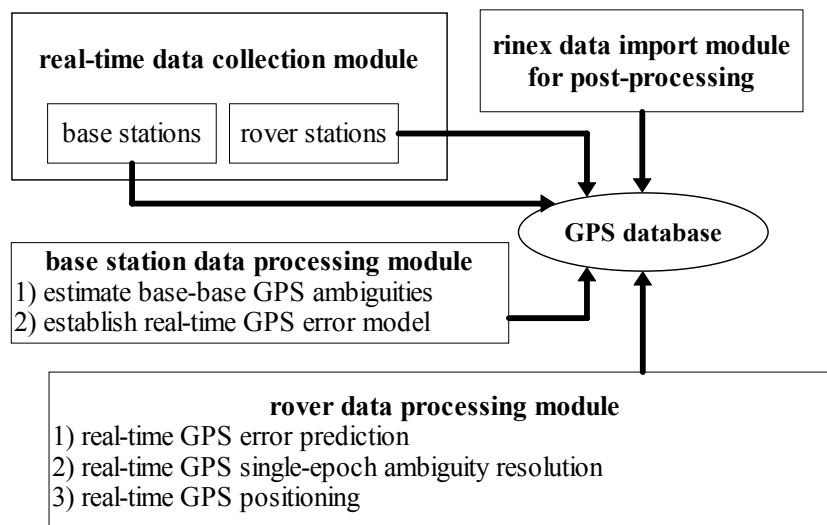 real-time data collection module
base stations
rover stations
rinex data import module
for post-processing
GPS database
base station data processing module
1) estimate base-base GPS ambiguities
2) establish real-time GPS error model
rover data processing module
1) real-time GPS error prediction
2) real-time GPS single-epoch ambiguity resolution
3) real-time GPS positioning